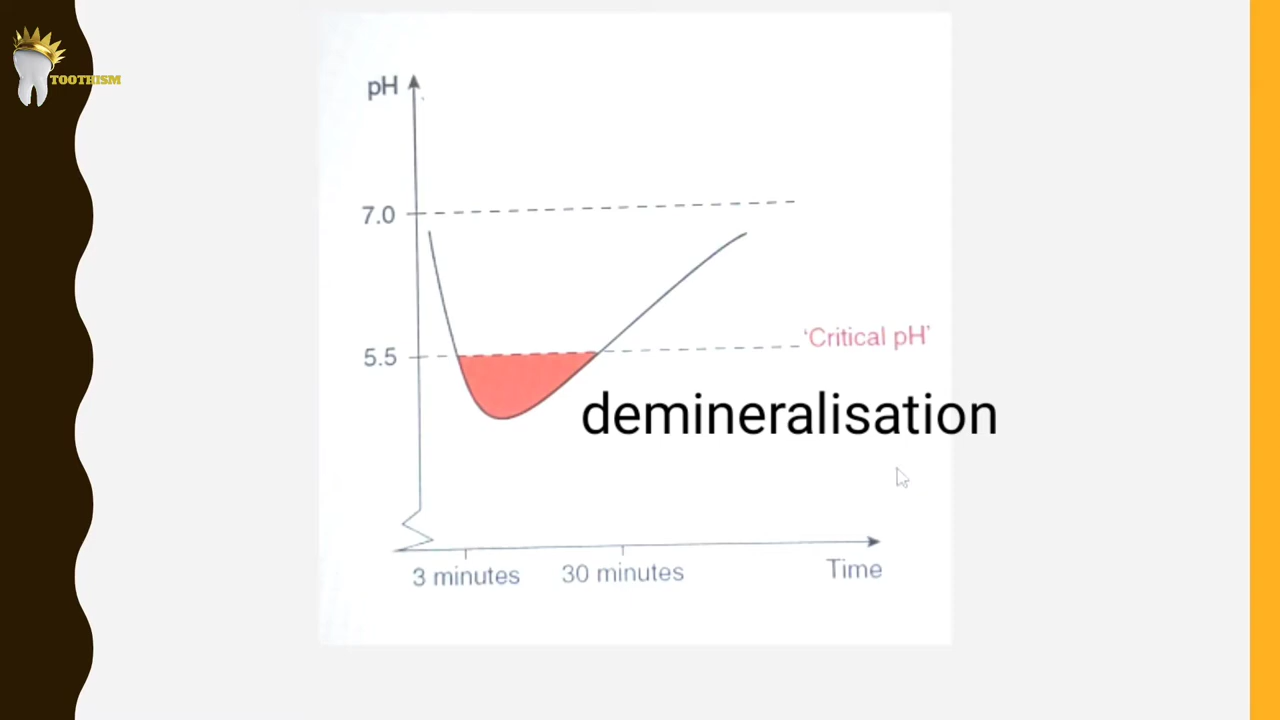 TOOTHISM
pH
7.0
'Critical pH'
5.5
demineralisation
3 minutes 30 minutes Time